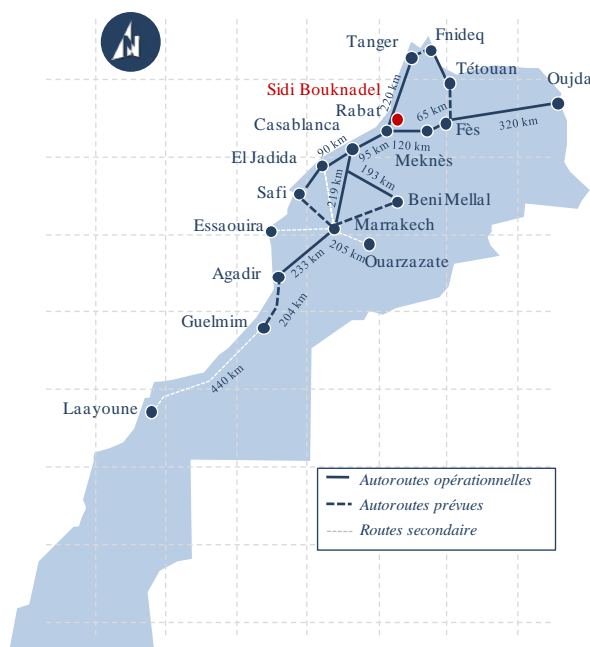 N
Fnideq
Tanger
Tétouan
Oujda
Sidi Bouknadel
220 km
Rabat
65 km
Casablanca
Fès
320 km
90 km
95 km
120 km
El Jadida
Meknès
193 km
219 km
Safi
Beni Mellal
Essaouira
Marrakech
205 km
Ouarzazate
233 km
Agadir
204 km
Guelmim
440 km
Laayoune
Autoroutes opérationnelles
Autoroutes prévues
Routes secondaire